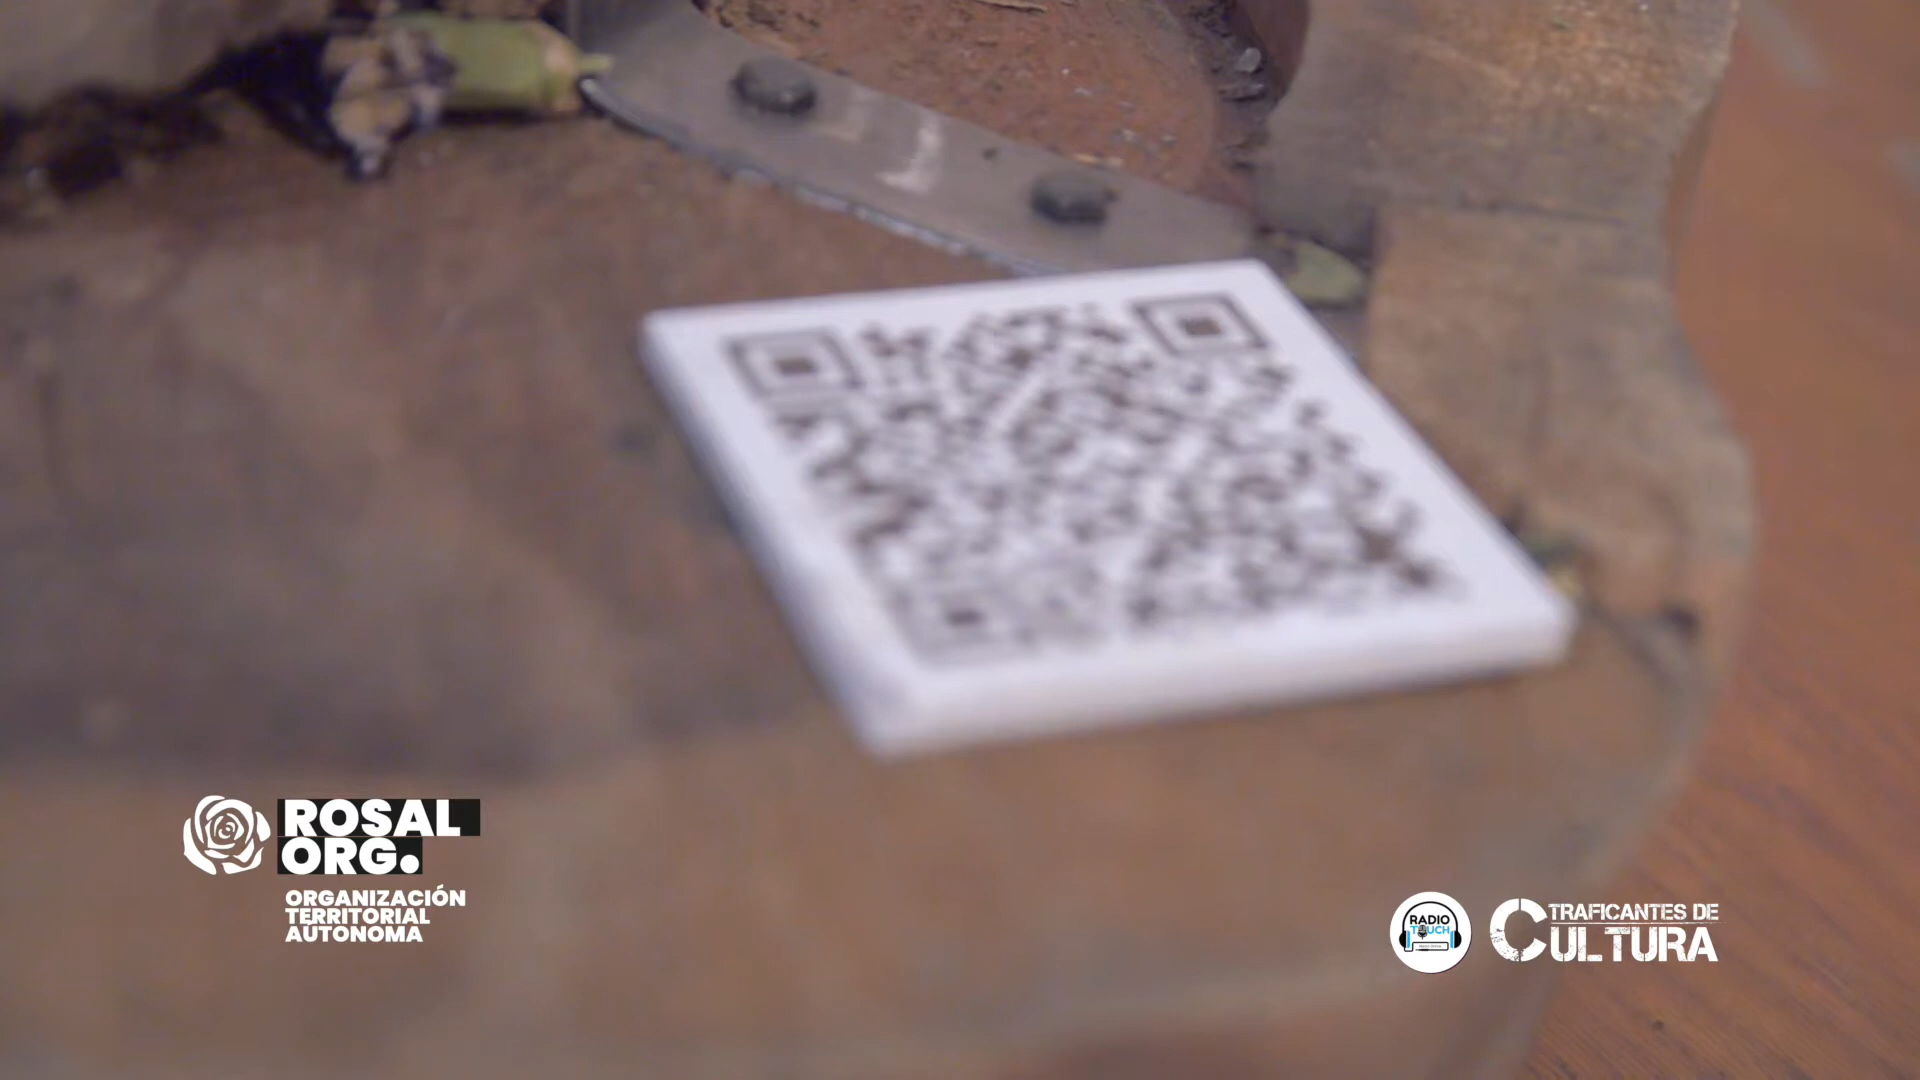 ROSAL
ORG.
ORGANIZACIÓN
TERRITORIAL
AUTONOMA
RADIO
TOUCH
TRAFICANTES DE
CULTURA